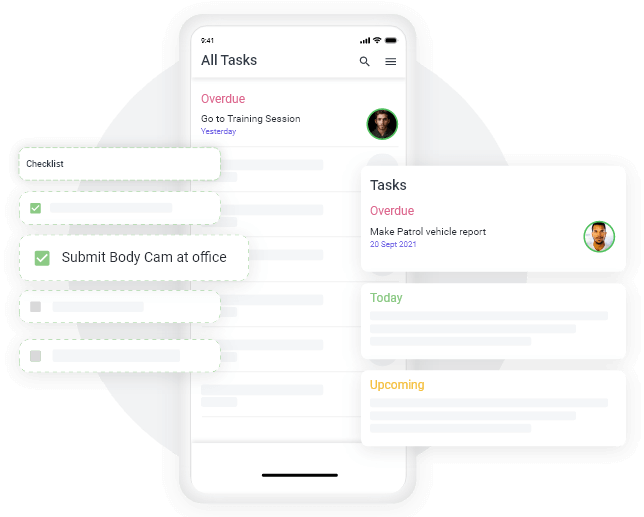 9:41
All Tasks
Overdue
Go to Training Session
Yesterday
Checklist
Submit Body Cam at office
Tasks
Overdue
Make Patrol vehicle report
20 Sept 2021
Today
Upcoming